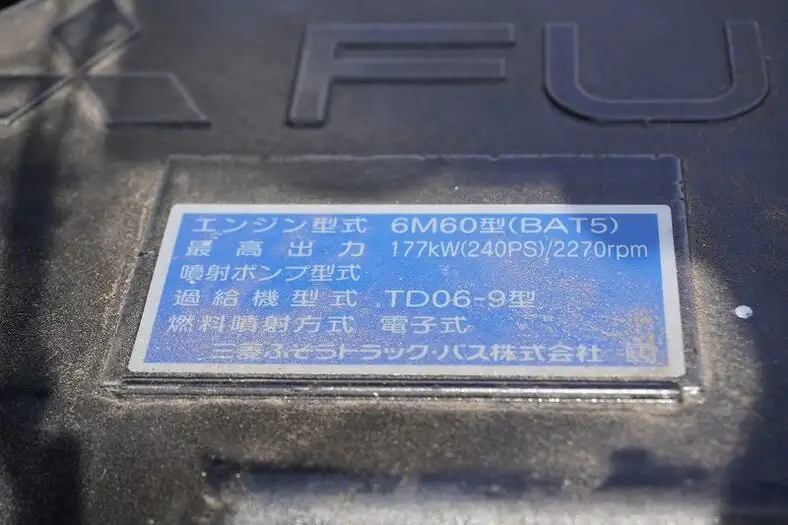 FU
エンジン型式 6M60型(BAT5)
最高出力 177kW(240PS)/2270rpm
噴射ポンプ型式
過給機型式 TD06-9型
燃料噴射方式 電子式
三菱ふそうトラック・バス株式会社